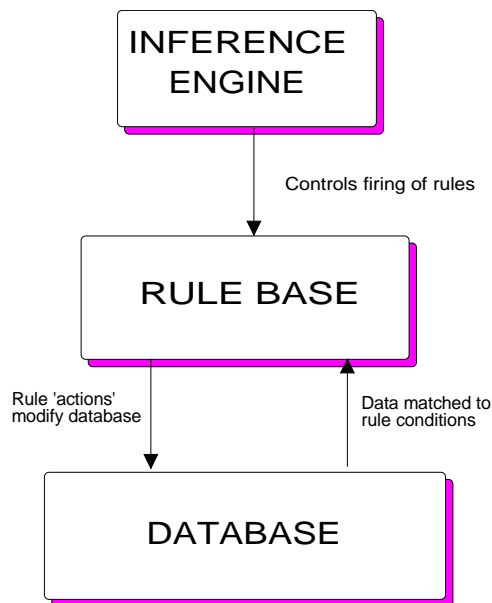 INFERENCE
ENGINE
Controls firing of rules
RULE BASE
Rule 'actions'
modify database
Data matched to
rule conditions
DATABASE